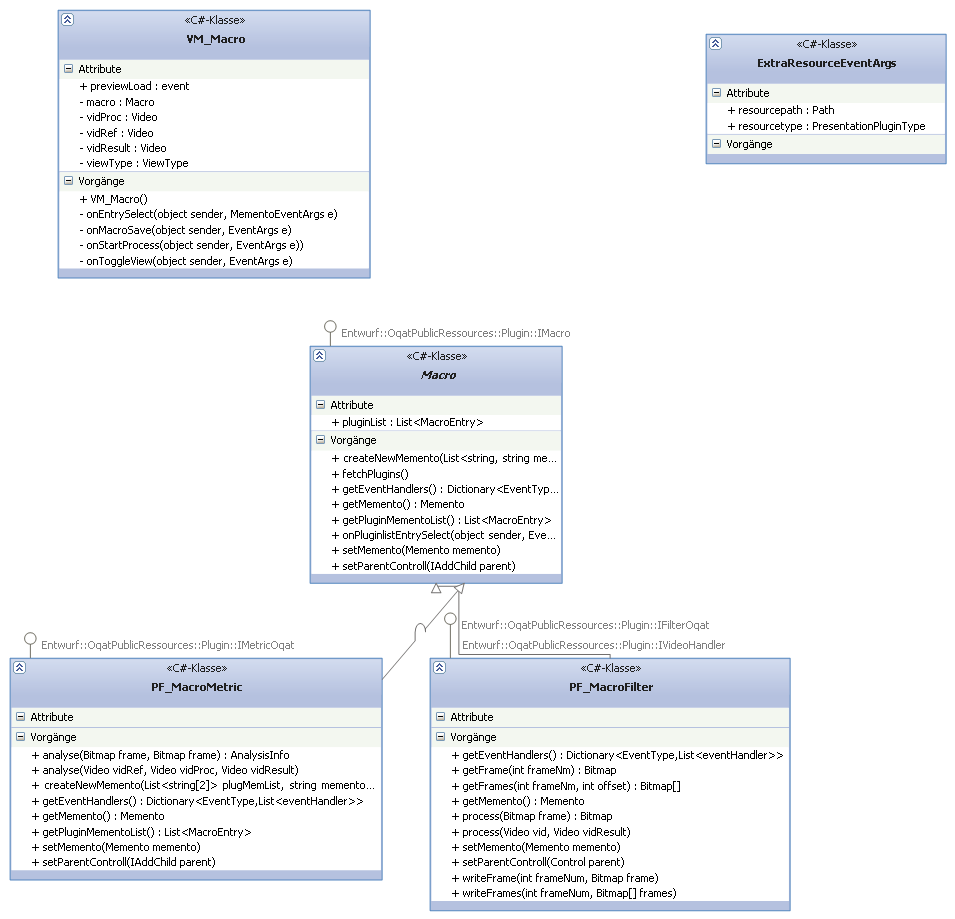 «C#-Klasse»
VM_Macro
Attribute
+ previewLoad : event
- macro : Macro
- vidProc : Video
- vidRef : Video
- vidResult : Video
- viewType : ViewType
Vorgänge
+ VM_Macro()
- onEntrySelect(object sender, MementoEventArgs e)
- onMacroSave(object sender, EventArgs e)
- onStartProcess(object sender, EventArgs e))
- onToggleView(object sender, EventArgs e)
«C#-Klasse»
ExtraResourceEventArgs
Attribute
+ resourcepath : Path
+ resourcetype : PresentationPluginType
Vorgänge
Entwurf::OqatPublicRessources::Plugin::IMacro
«C#-Klasse»
Macro
Attribute
+ pluginList : List<MacroEntry>
Vorgänge
+ createNewMemento(List<string, string me...
+ fetchPlugins()
+ getEventHandlers() : Dictionary<EventTyp...
+ getMemento() : Memento
+ getPluginMementoList() : List<MacroEntry>
+ onPluginlistEntrySelect(object sender, Eve...
+ setMemento(Memento memento)
+ setParentControll(IAddChild parent)
Entwurf::OqatPublicRessources::Plugin::IMetricOqat
«C#-Klasse»
PF_MacroMetric
Attribute
Vorgänge
+ analyse(Bitmap frame, Bitmap frame) : AnalysisInfo
+ analyse(Video vidRef, Video vidProc, Video vidResult)
+ createNewMemento(List<string[2]> plugMemList, string memento...
+ getEventHandlers() : Dictionary<EventType,List<eventHandler>>
+ getMemento() : Memento
+ getPluginMementoList() : List<MacroEntry>
+ setMemento(Memento memento)
+ setParentControll(IAddChild parent)
Entwurf::OqatPublicRessources::Plugin::IFilterOqat
Entwurf::OqatPublicRessources::Plugin::IVideoHandler
«C#-Klasse»
PF_MacroFilter
Attribute
Vorgänge
+ getEventHandlers() : Dictionary<EventType,List<eventHandler>>
+ getFrame(int frameNm) : Bitmap
+ getFrames(int frameNm, int offset) : Bitmap[]
+ getMemento() : Memento
+ process(Bitmap frame) : Bitmap
+ process(Video vid, Video vidResult)
+ setMemento(Memento memento)
+ setParentControll(Control parent)
+ writeFrame(int frameNum, Bitmap frame)
+ writeFrames(int frameNum, Bitmap[] frames)